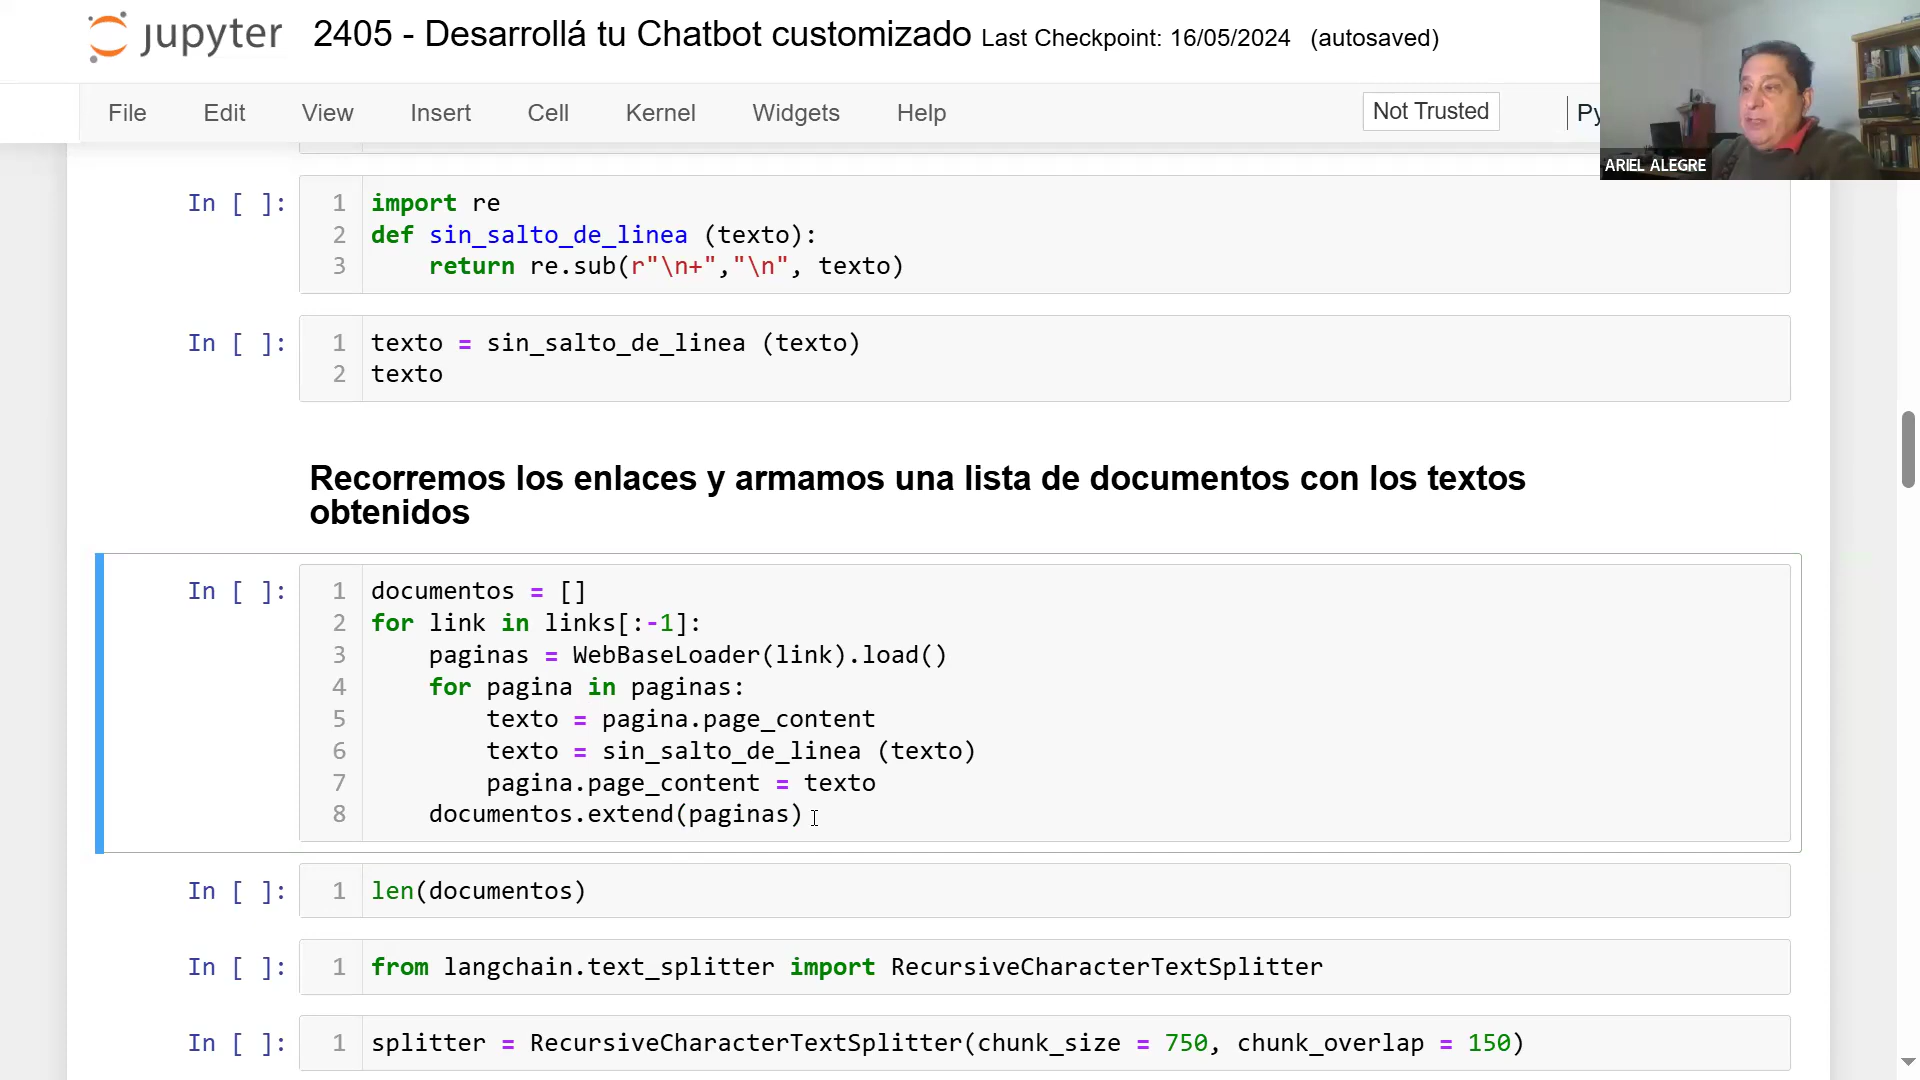 jupyter 2405 - Desarrollá tu Chatbot customizado Last Checkpoint: 16/05/2024 (autosaved)
File Edit View Insert Cell Kernel Widgets Help Not Trusted Py
ARIEL ALEGRE
In [ ]: 1 import re
2 def sin_salto_de_linea (texto):
3 return re.sub(r"\n+","\n", texto)
In [ ]: 1 texto = sin_salto_de_linea (texto)
2 texto
Recorremos los enlaces y armamos una lista de documentos con los textos
obtenidos
In [ ]: 1 documentos = []
2 for link in links[:-1]:
3 paginas = WebBaseLoader(link).load()
4 for pagina in paginas:
5 texto = pagina.page_content
6 texto = sin_salto_de_linea (texto)
7 pagina.page_content = texto
8 documentos.extend(paginas)
In [ ]: 1 len(documentos)
In [ ]: 1 from langchain.text_splitter import RecursiveCharacterTextSplitter
In [ ]: 1 splitter = RecursiveCharacterTextSplitter(chunk_size = 750, chunk_overlap = 150)